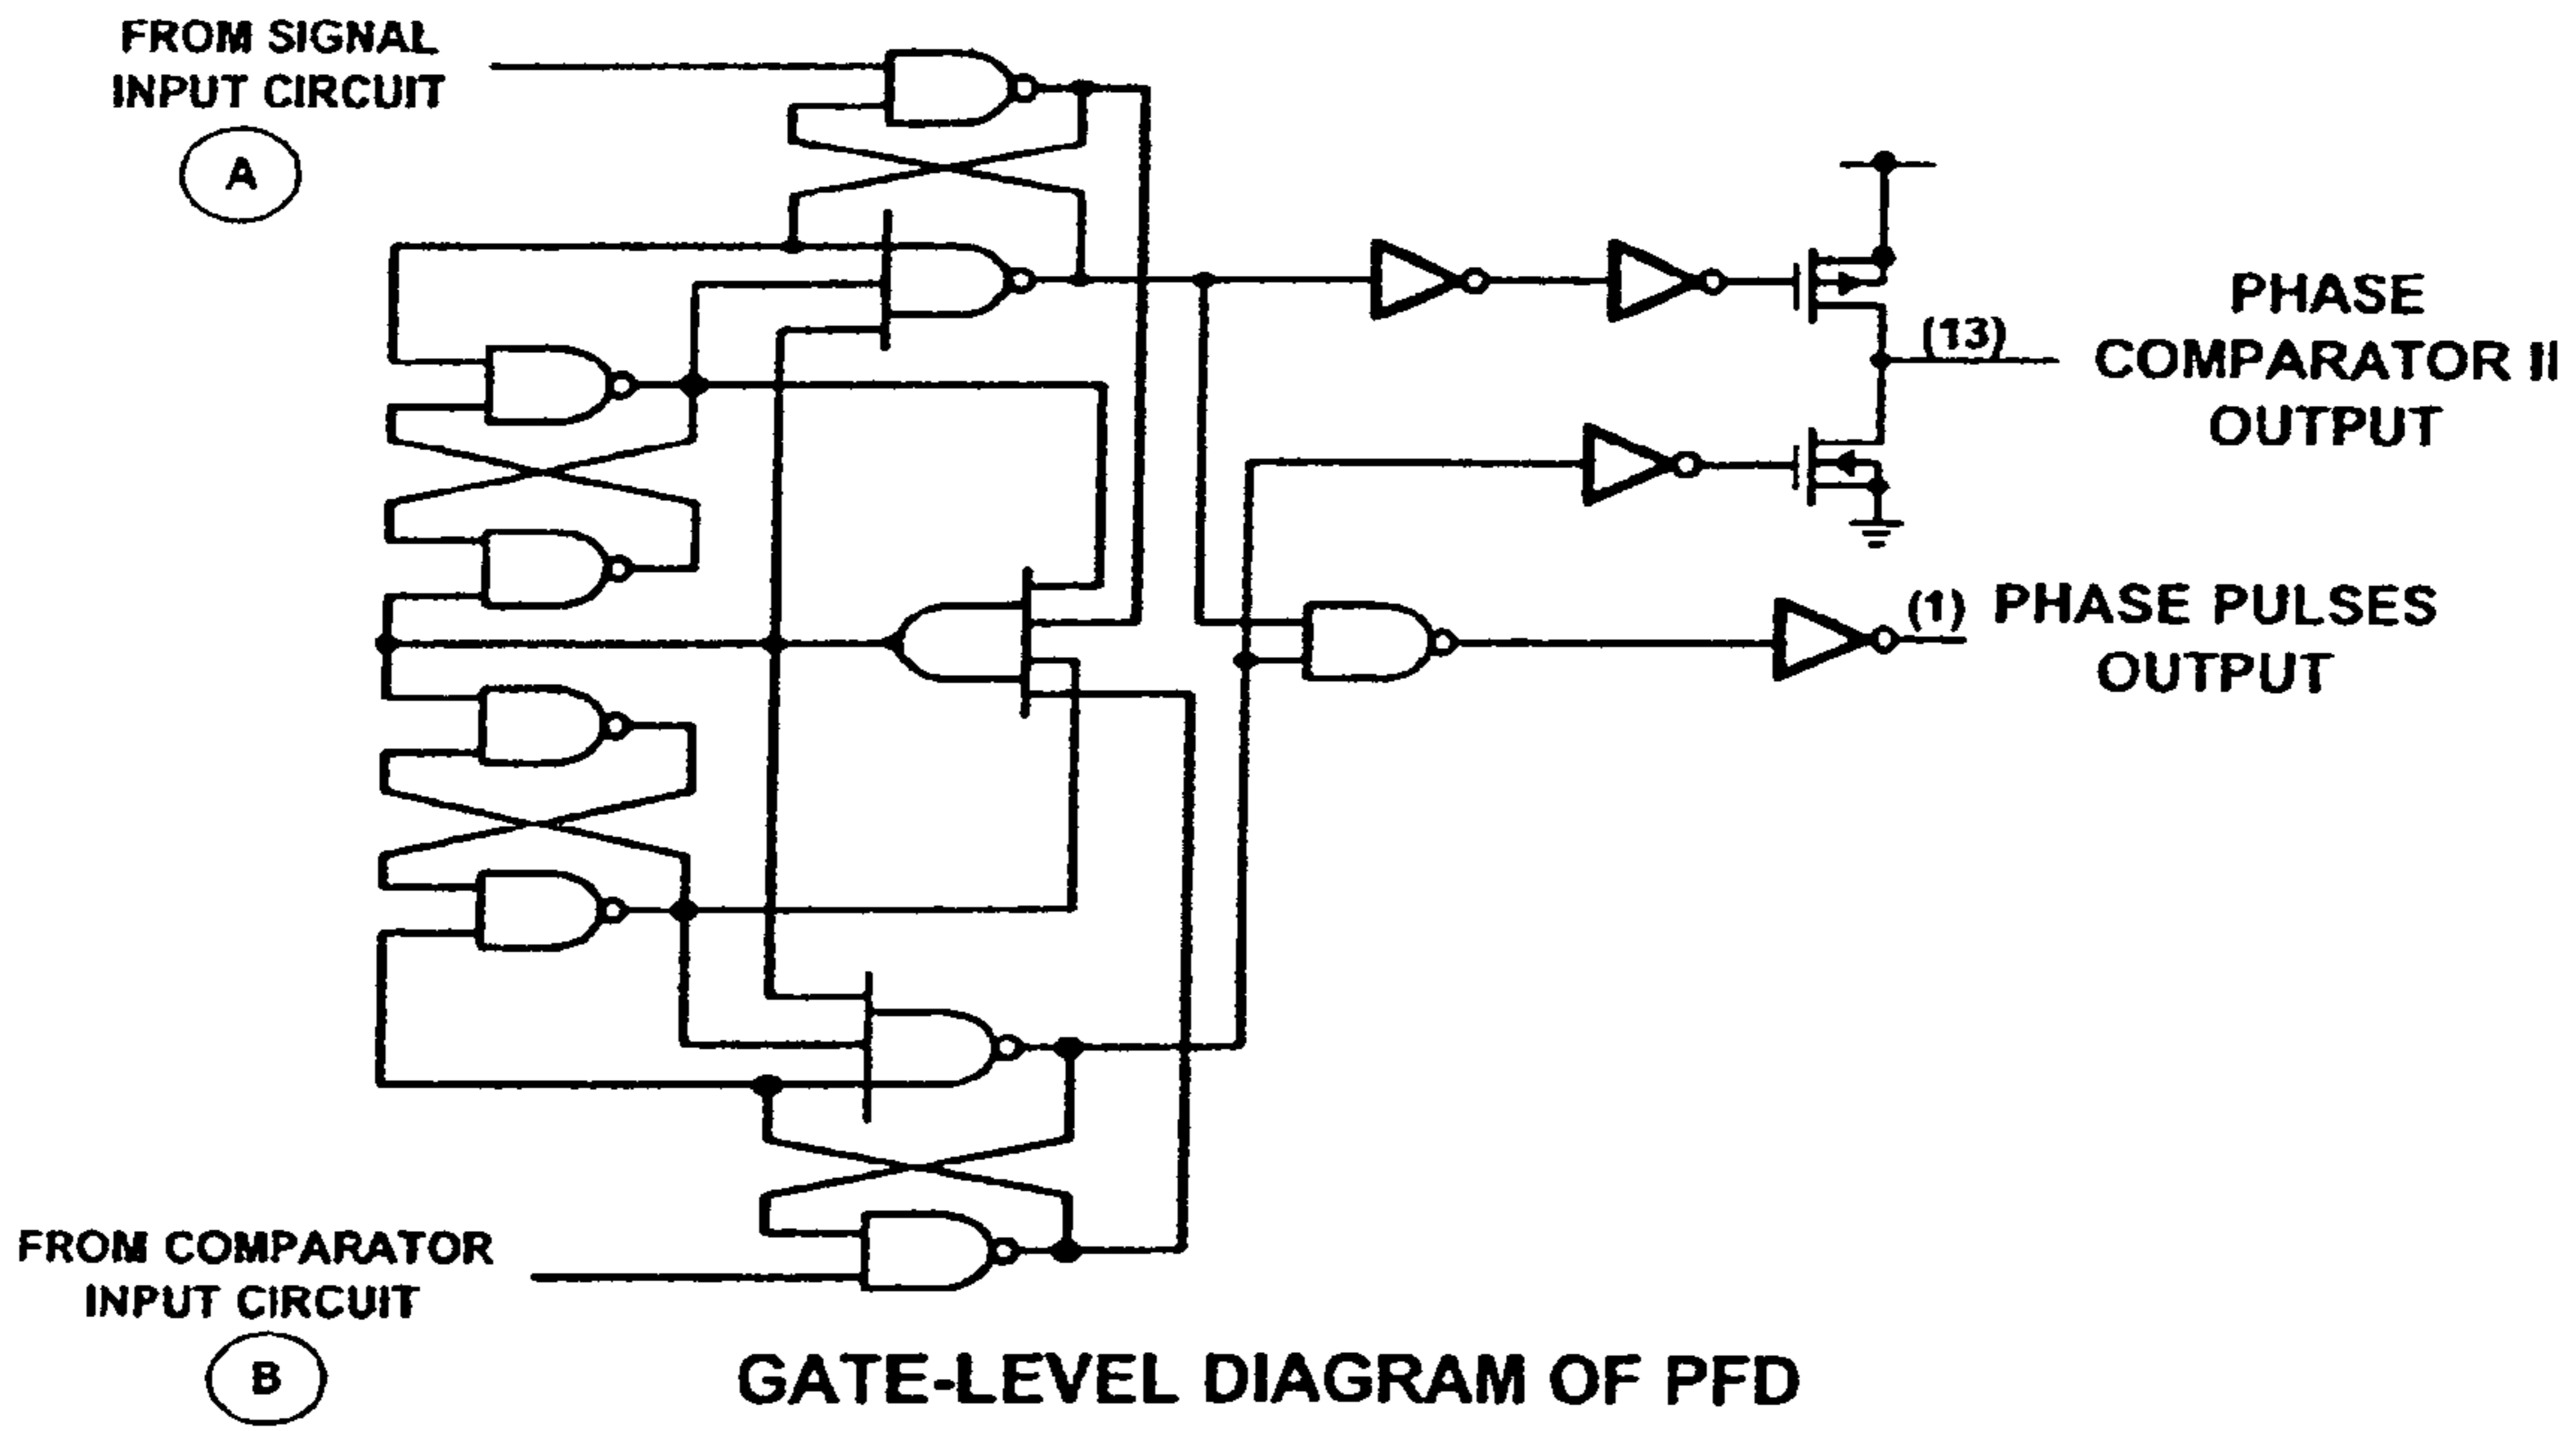 FROM SIGNAL
INPUT CIRCUIT
A
(13)
PHASE
COMPARATOR II
OUTPUT
(1) PHASE PULSES
OUTPUT
FROM COMPARATOR
INPUT CIRCUIT
B
GATE-LEVEL DIAGRAM OF PFD